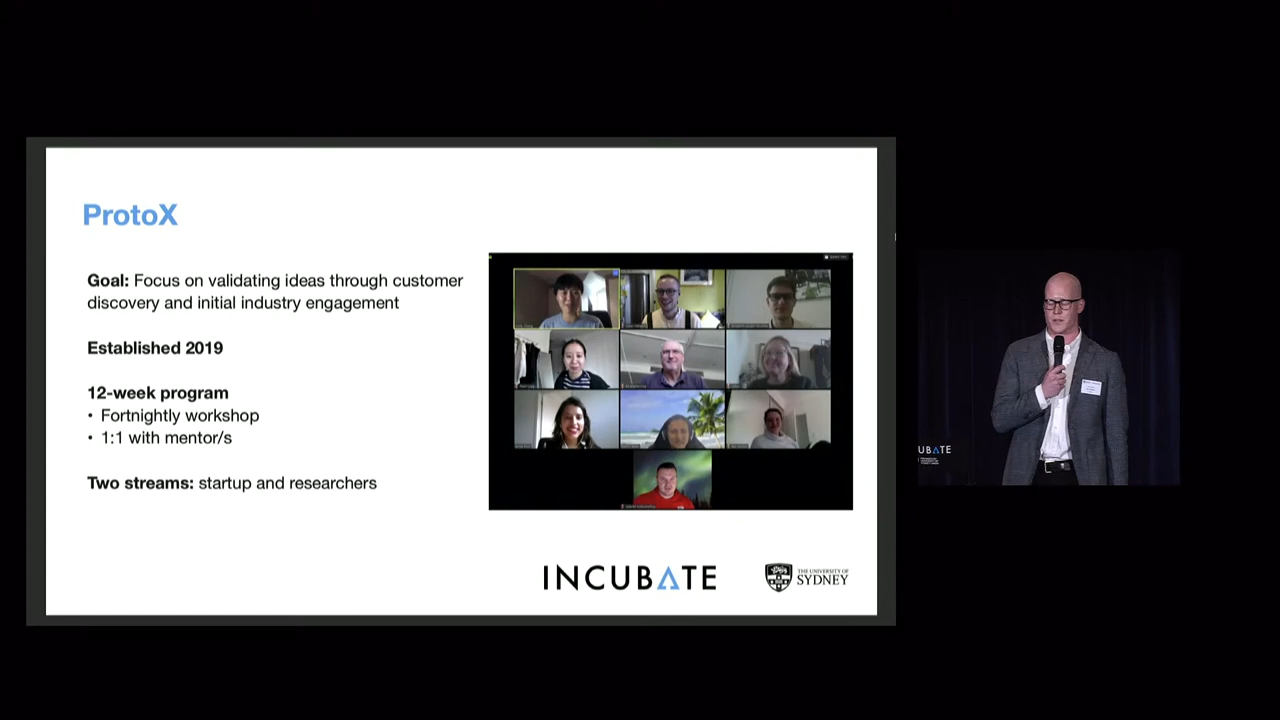 ProtoX
Goal: Focus on validating ideas through customer
discovery and initial industry engagement
Established 2019
12-week program
• Fortnightly workshop
• 1:1 with mentor/s
Two streams: startup and researchers
INCUBATE
THE UNIVERSITY OF
SYDNEY
UBATE